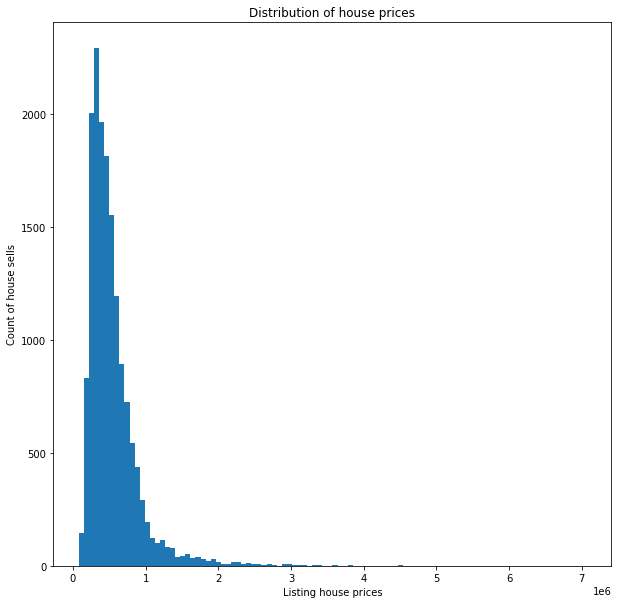 Distribution of house prices
Count of house sells
2000
1500
1000
500
0
0 1 2 3 4 5 6 7
1e6
Listing house prices